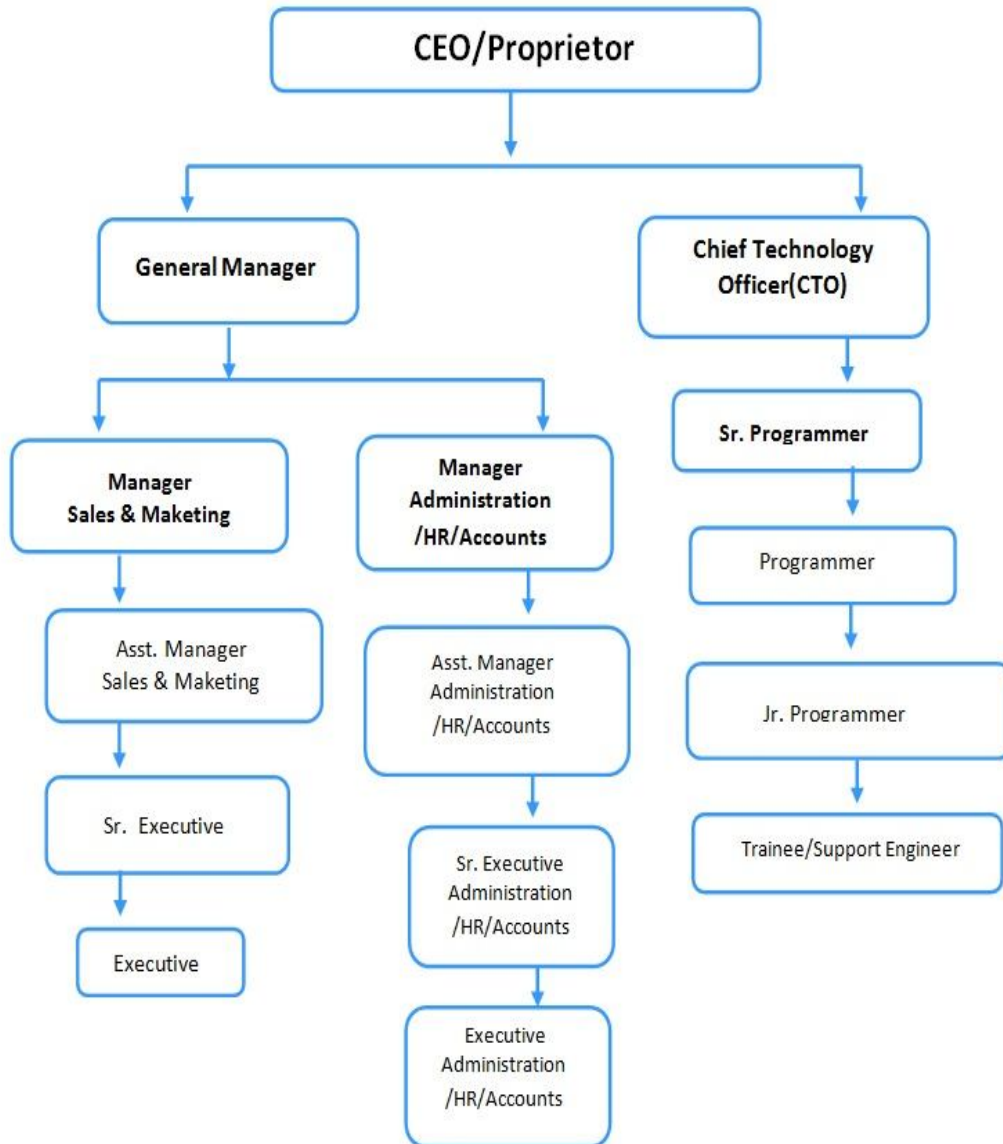 CEO/Proprietor
General Manager
Chief Technology
Officer(CTO)
Manager
Sales & Maketing
Manager
Administration
/HR/Accounts
Sr. Programmer
Programmer
Asst. Manager
Sales & Maketing
Asst. Manager
Administration
/HR/Accounts
Jr. Programmer
Sr. Executive
Sr. Executive
Administration
/HR/Accounts
Trainee/Support Engineer
Executive
Executive
Administration
/HR/Accounts